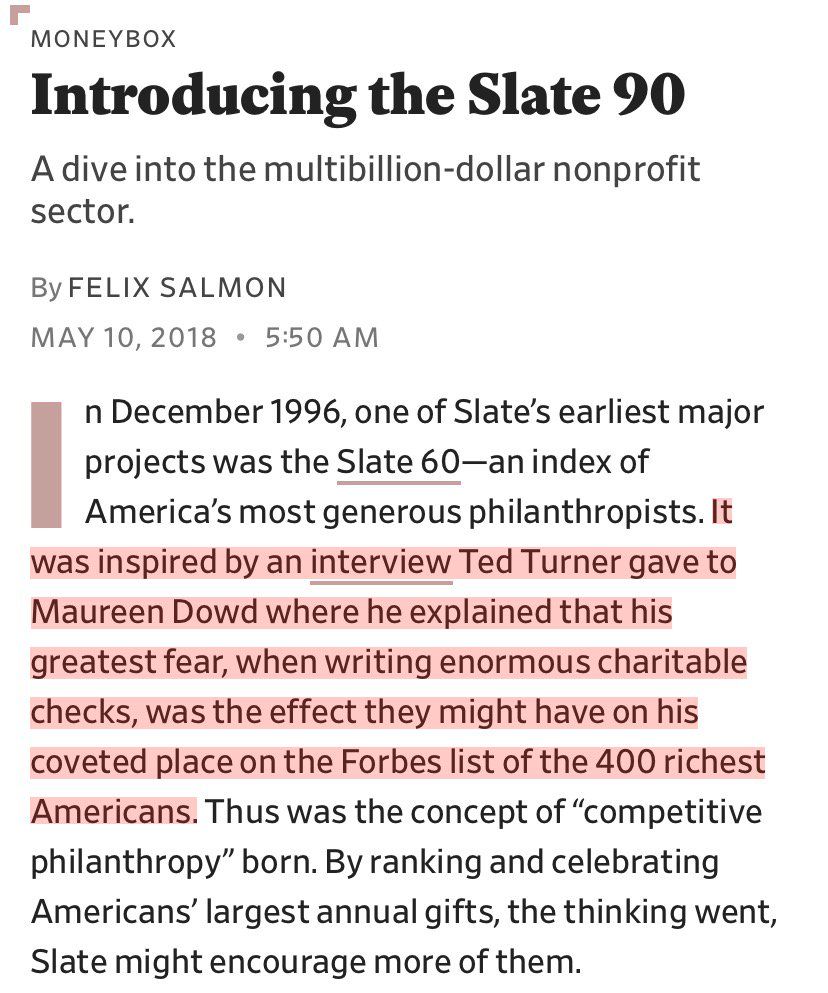 MONEYBOX
Introducing the Slate 90
A dive into the multibillion-dollar nonprofit
sector.
By FELIX SALMON
MAY 10, 2018 • 5:50 AM
In December 1996, one of Slate’s earliest major
projects was the Slate 60—an index of
America’s most generous philanthropists. It
was inspired by an interview Ted Turner gave to
Maureen Dowd where he explained that his
greatest fear, when writing enormous charitable
checks, was the effect they might have on his
coveted place on the Forbes list of the 400 richest
Americans. Thus was the concept of “competitive
philanthropy” born. By ranking and celebrating
Americans’ largest annual gifts, the thinking went,
Slate might encourage more of them.